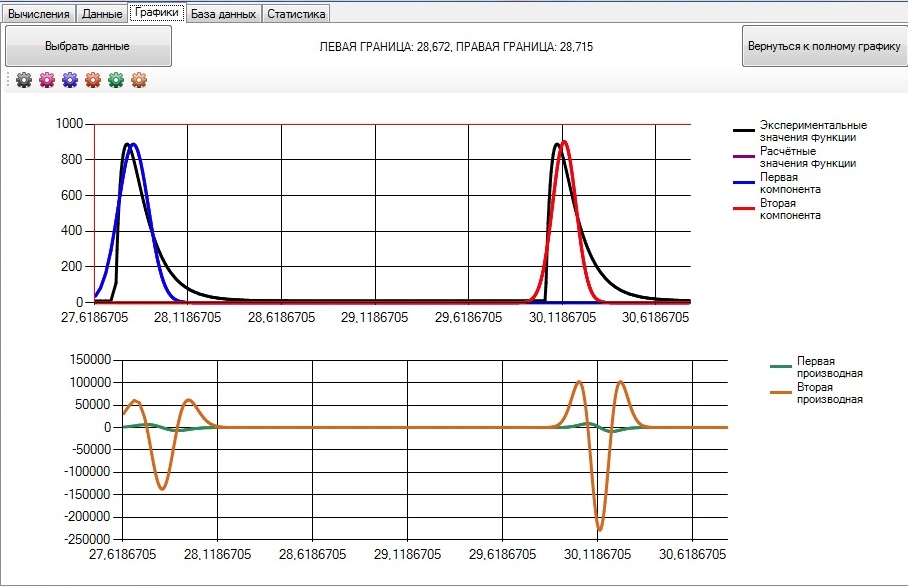 Вычисления Данные Графики База данных Статистика
Выбрать данные
ЛЕВАЯ ГРАНИЦА: 28,672, ПРАВАЯ ГРАНИЦА: 28,715
Вернуться к полному графику
1000
800
600
400
200
0
27,6186705 28,1186705 28,6186705 29,1186705 29,6186705 30,1186705 30,6186705
Экспериментальные
значения функции
Расчётные
значения функции
Первая
компонента
Вторая
компонента
150000
100000
50000
0
-50000
-100000
-150000
-200000
-250000
27,6186705 28,1186705 28,6186705 29,1186705 29,6186705 30,1186705 30,6186705
Первая
производная
Вторая
производная